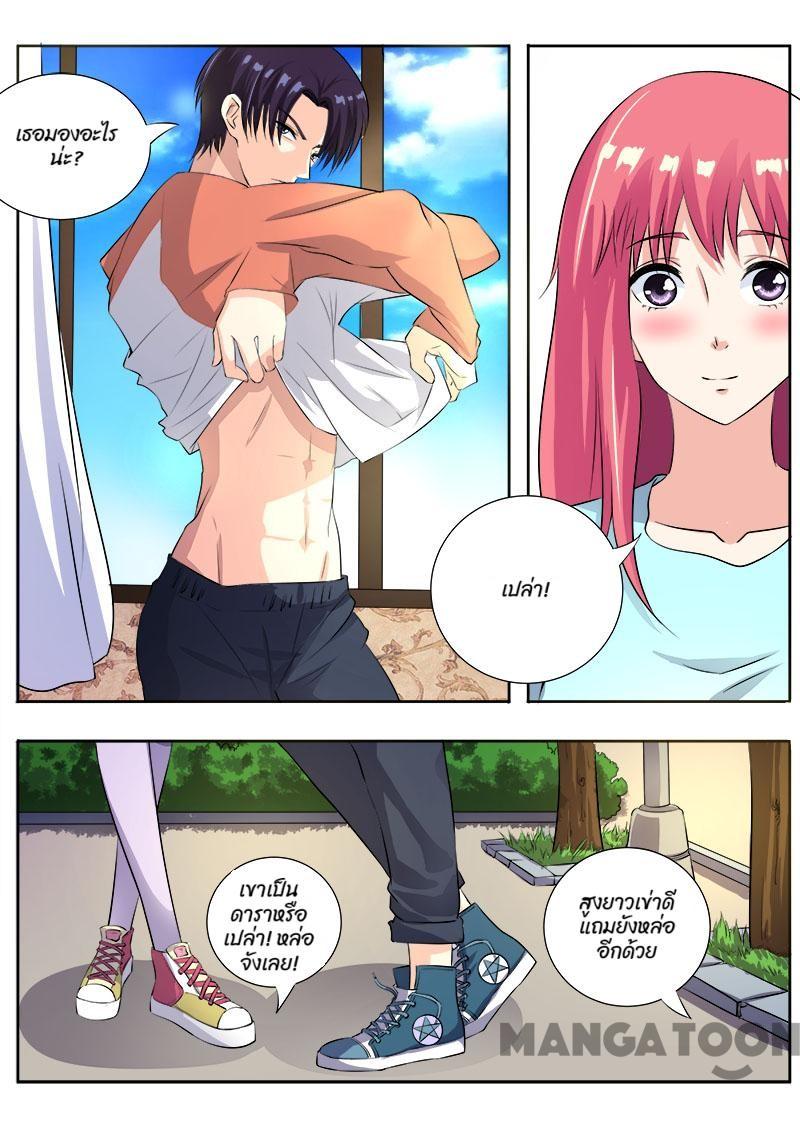 เธอมองอะไร
น่ะ?
เปล่า!
เขาเป็น
ดาราหรือ
เปล่า! หล่อ
จังเลย!
สูงยาวเข่าดี
แถมยังหล่อ
อีกด้วย
MANGATOON